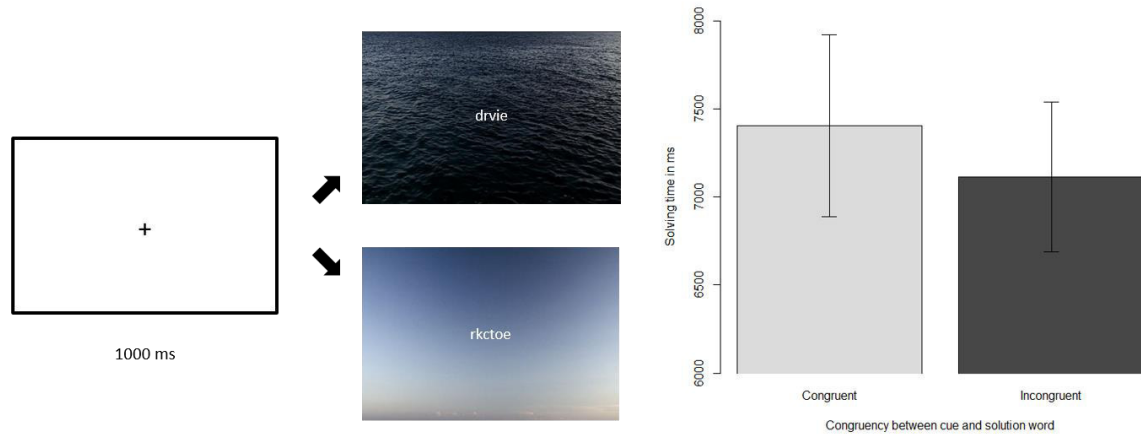 +
1000 ms
drvie
rkctoe
8000
7500
7000
6500
6000
Solving time in ms
Congruent
Incongruent
Congruency between cue and solution word